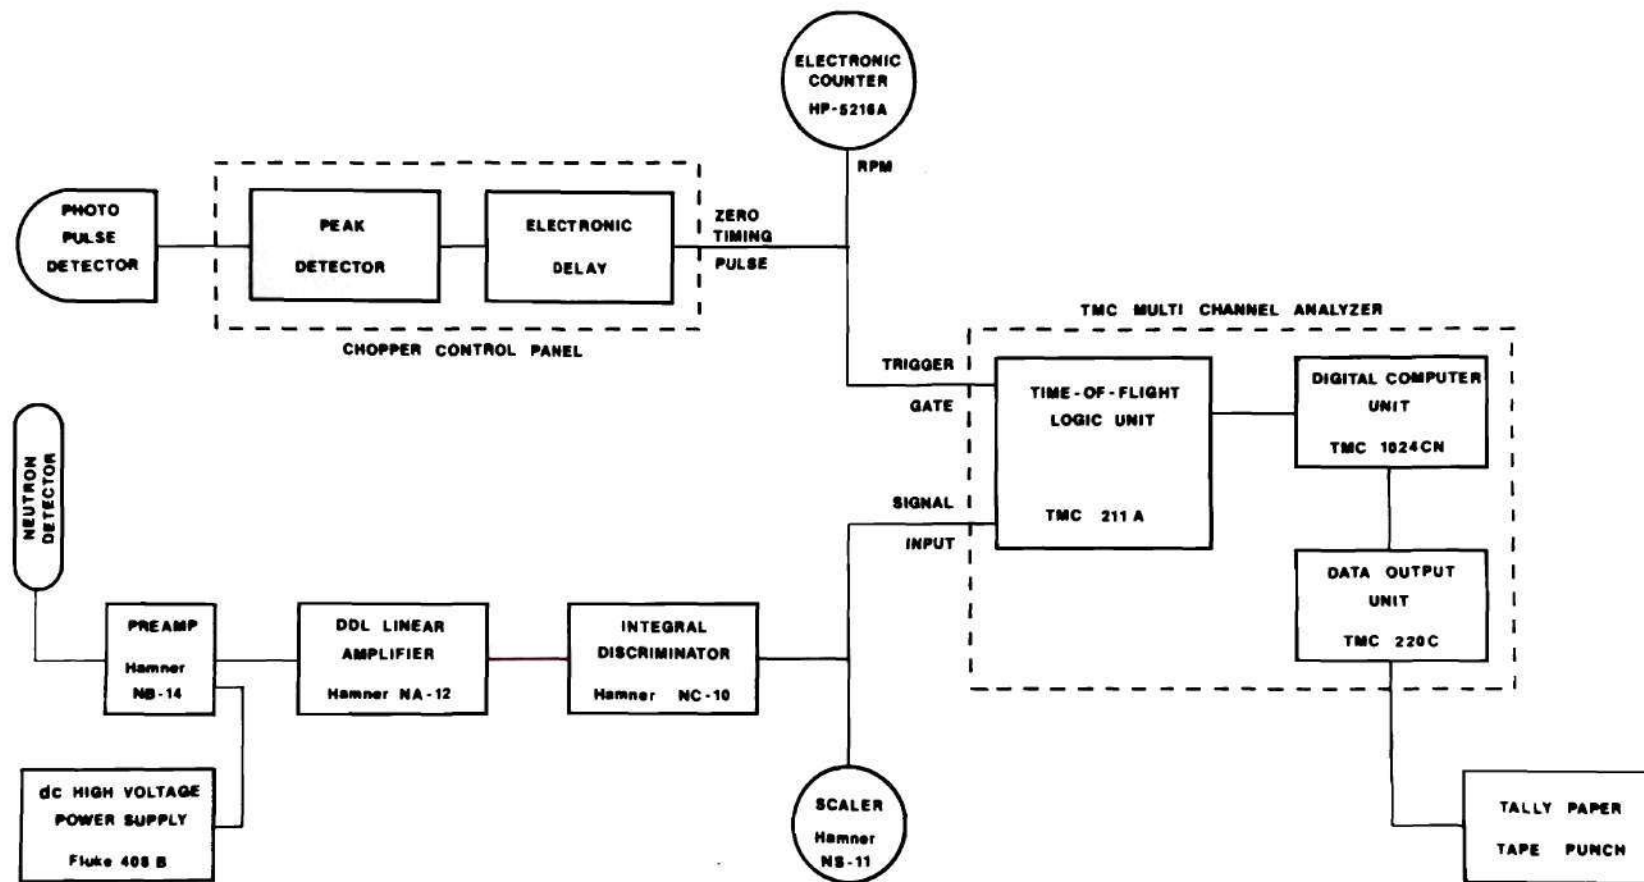 ELECTRONIC
COUNTER
HP-5216A
RPM
PHOTO
PULSE
DETECTOR
PEAK
DETECTOR
ELECTRONIC
DELAY
ZERO
TIMING
PULSE
CHOPPER CONTROL PANEL
TMC MULTI CHANNEL ANALYZER
TRIGGER
GATE
TIME-OF-FLIGHT
LOGIC UNIT
TMC 211A
DIGITAL COMPUTER
UNIT
TMC 1024CN
NEUTRON
DETECTOR
SIGNAL
INPUT
DATA OUTPUT
UNIT
TMC 220C
PREAMP
Hamner
NB-14
DDL LINEAR
AMPLIFIER
Hamner NA-12
INTEGRAL
DISCRIMINATOR
Hamner NC-10
dC HIGH VOLTAGE
POWER SUPPLY
Fluke 408 B
SCALER
Hamner
NS-11
TALLY PAPER
TAPE PUNCH